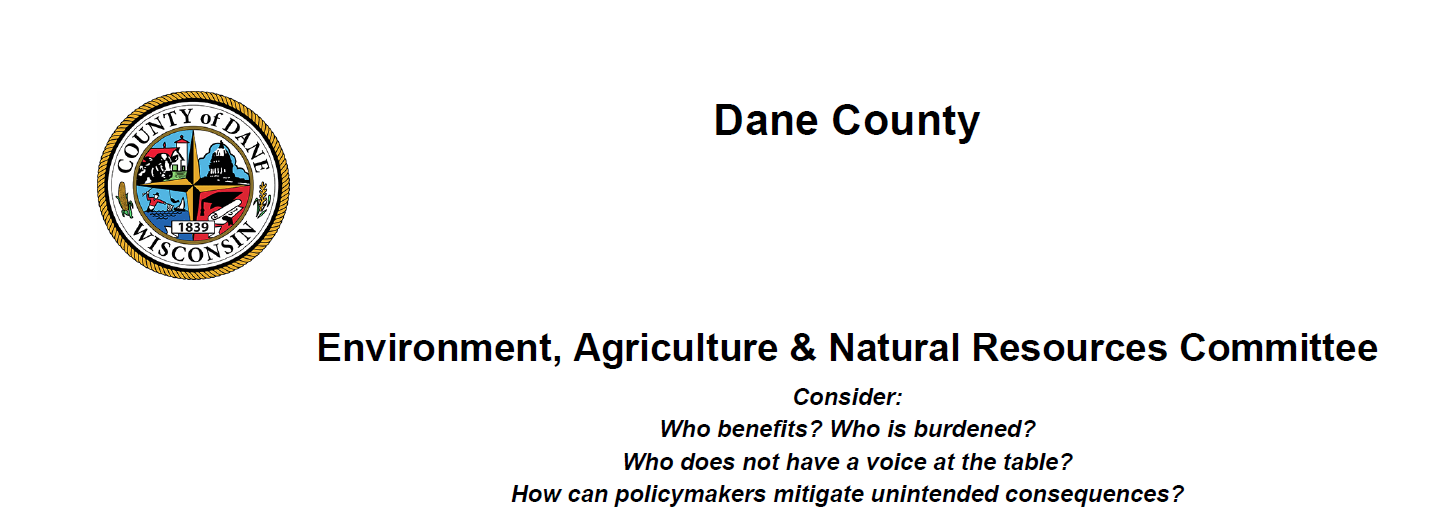 COUNTY of DANE
1839
WISCONSIN
Dane County
Environment, Agriculture & Natural Resources Committee
Consider:
Who benefits? Who is burdened?
Who does not have a voice at the table?
How can policymakers mitigate unintended consequences?